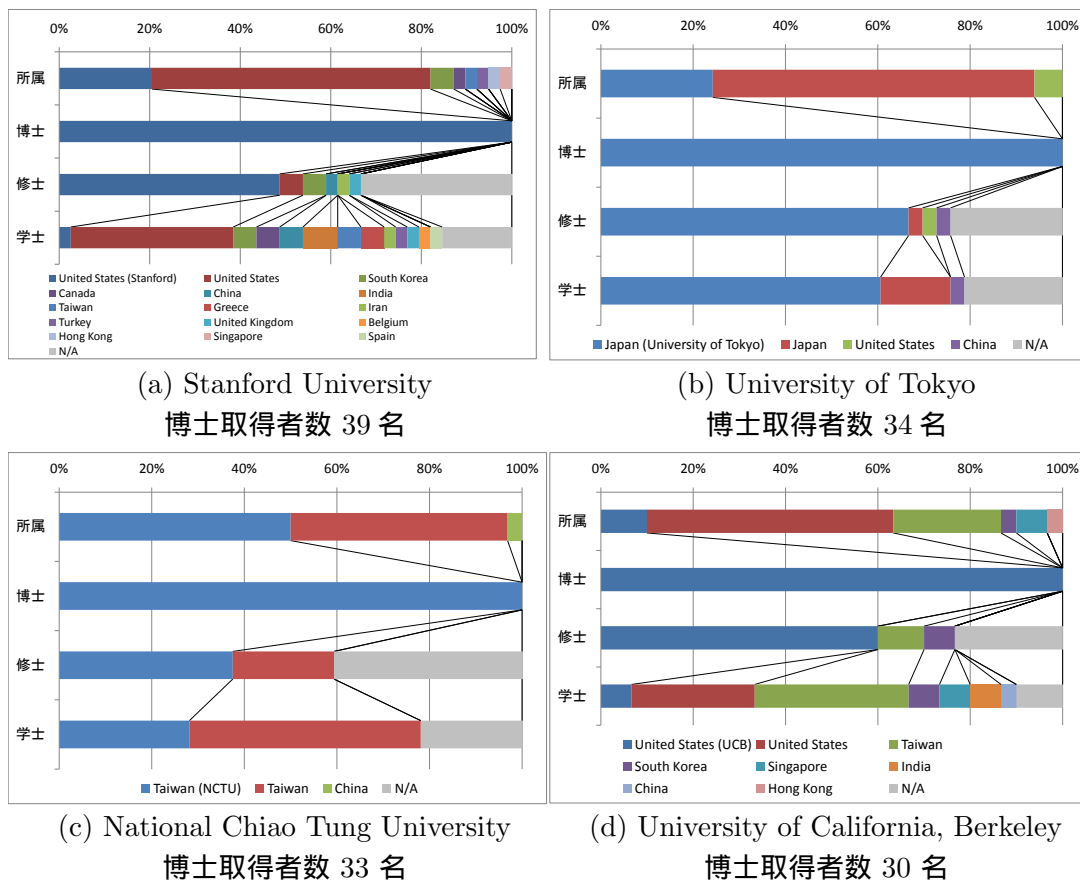 0% 20% 40% 60% 80% 100%
所属
博士
修士
学士
United States (Stanford) United States South Korea
Canada China India
Taiwan Greece Iran
Turkey United Kingdom Belgium
Hong Kong Singapore Spain
N/A
(a) Stanford University
博士取得者数 39 名
0% 20% 40% 60% 80% 100%
所属
博士
修士
学士
Japan (University of Tokyo) Japan United States China N/A
(b) University of Tokyo
博士取得者数 34 名
0% 20% 40% 60% 80% 100%
所属
博士
修士
学士
Taiwan (NCTU) Taiwan China N/A
(c) National Chiao Tung University
博士取得者数 33 名
0% 20% 40% 60% 80% 100%
所属
博士
修士
学士
United States (UCB) United States Taiwan
South Korea Singapore India
China Hong Kong N/A
(d) University of California, Berkeley
博士取得者数 30 名